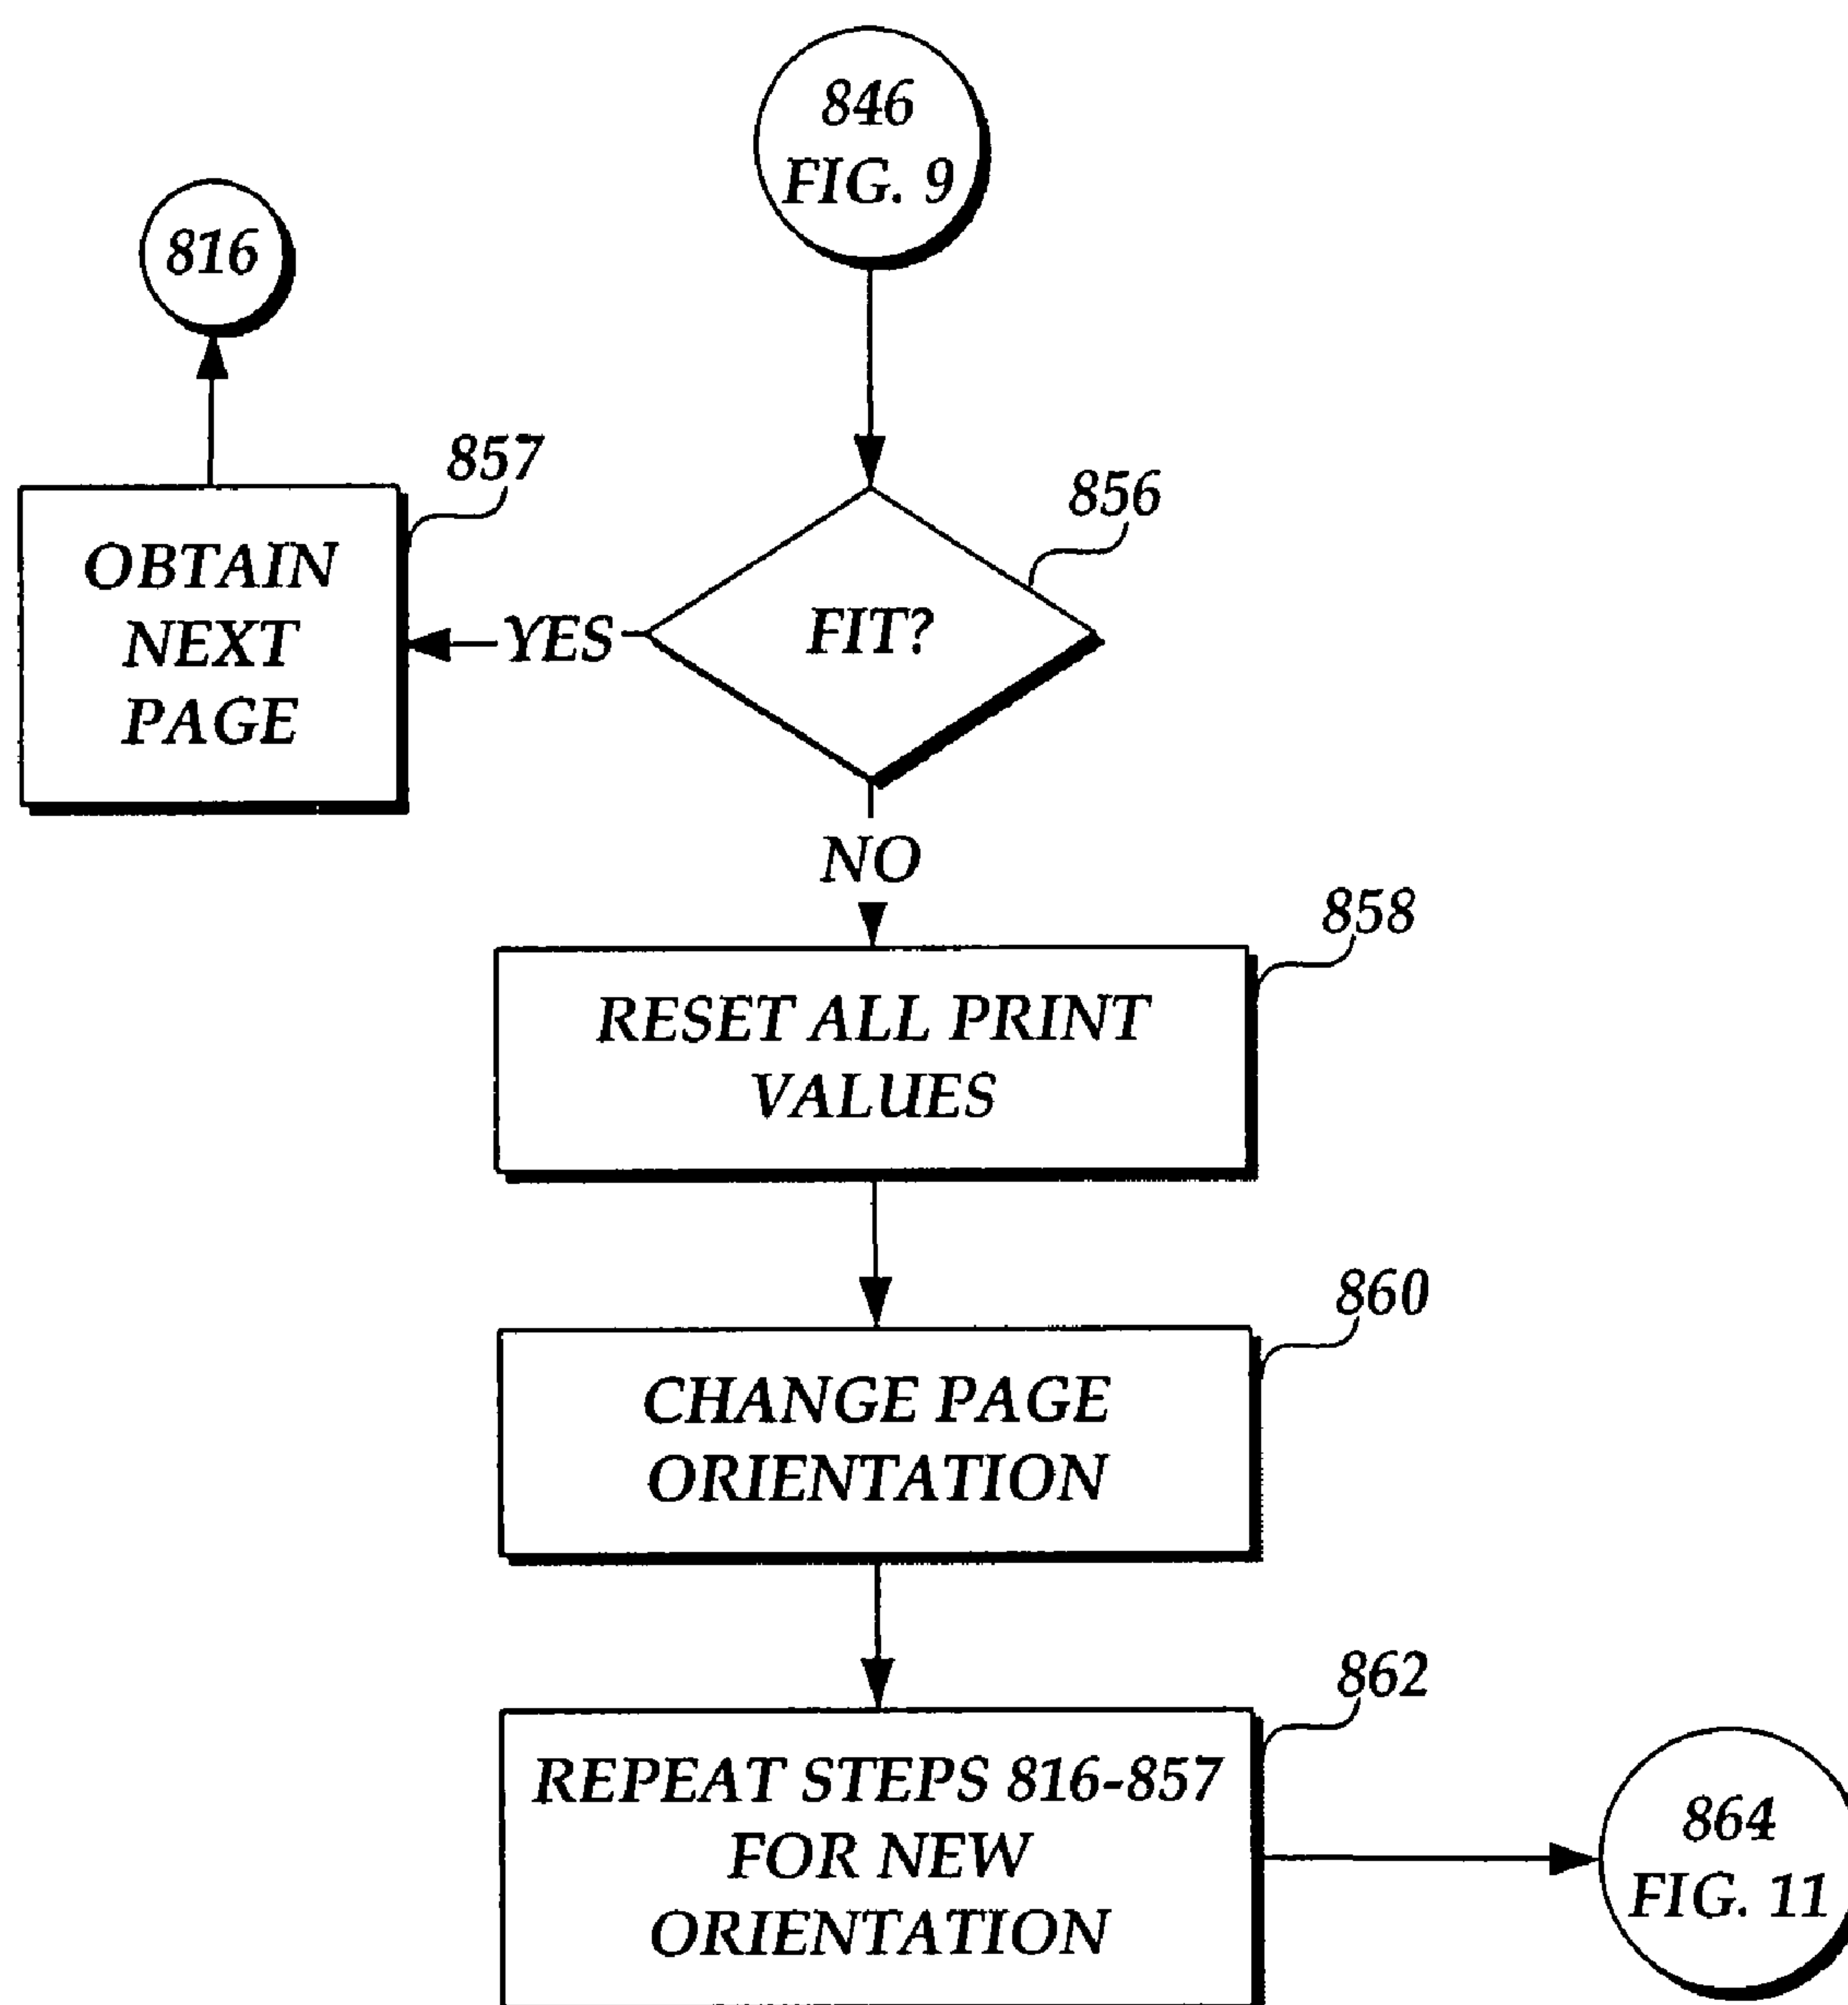 846
FIG. 9
816
857
OBTAIN
NEXT
PAGE
YES
FIT?
856
NO
858
RESET ALL PRINT
VALUES
860
CHANGE PAGE
ORIENTATION
862
REPEAT STEPS 816-857
FOR NEW
ORIENTATION
864
FIG. 11